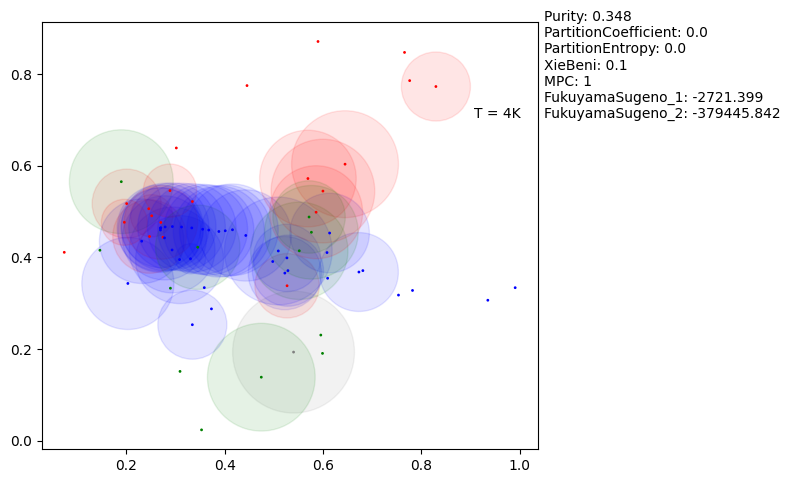 Purity: 0.348
PartitionCoefficient: 0.0
PartitionEntropy: 0.0
XieBeni: 0.1
MPC: 1
FukuyamaSugeno_1: -2721.399
FukuyamaSugeno_2: -379445.842
T = 4K
0.8
0.6
0.4
0.2
0.0
0.2 0.4 0.6 0.8 1.0